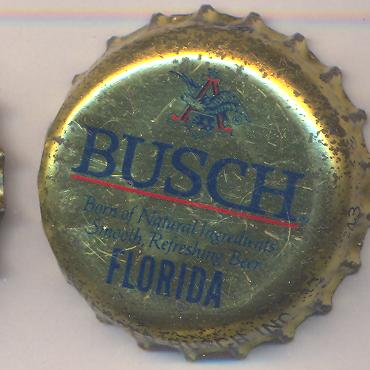 BUSCH
Born of Natural Ingredients
Smooth, Refreshing Beer
FLORIDA